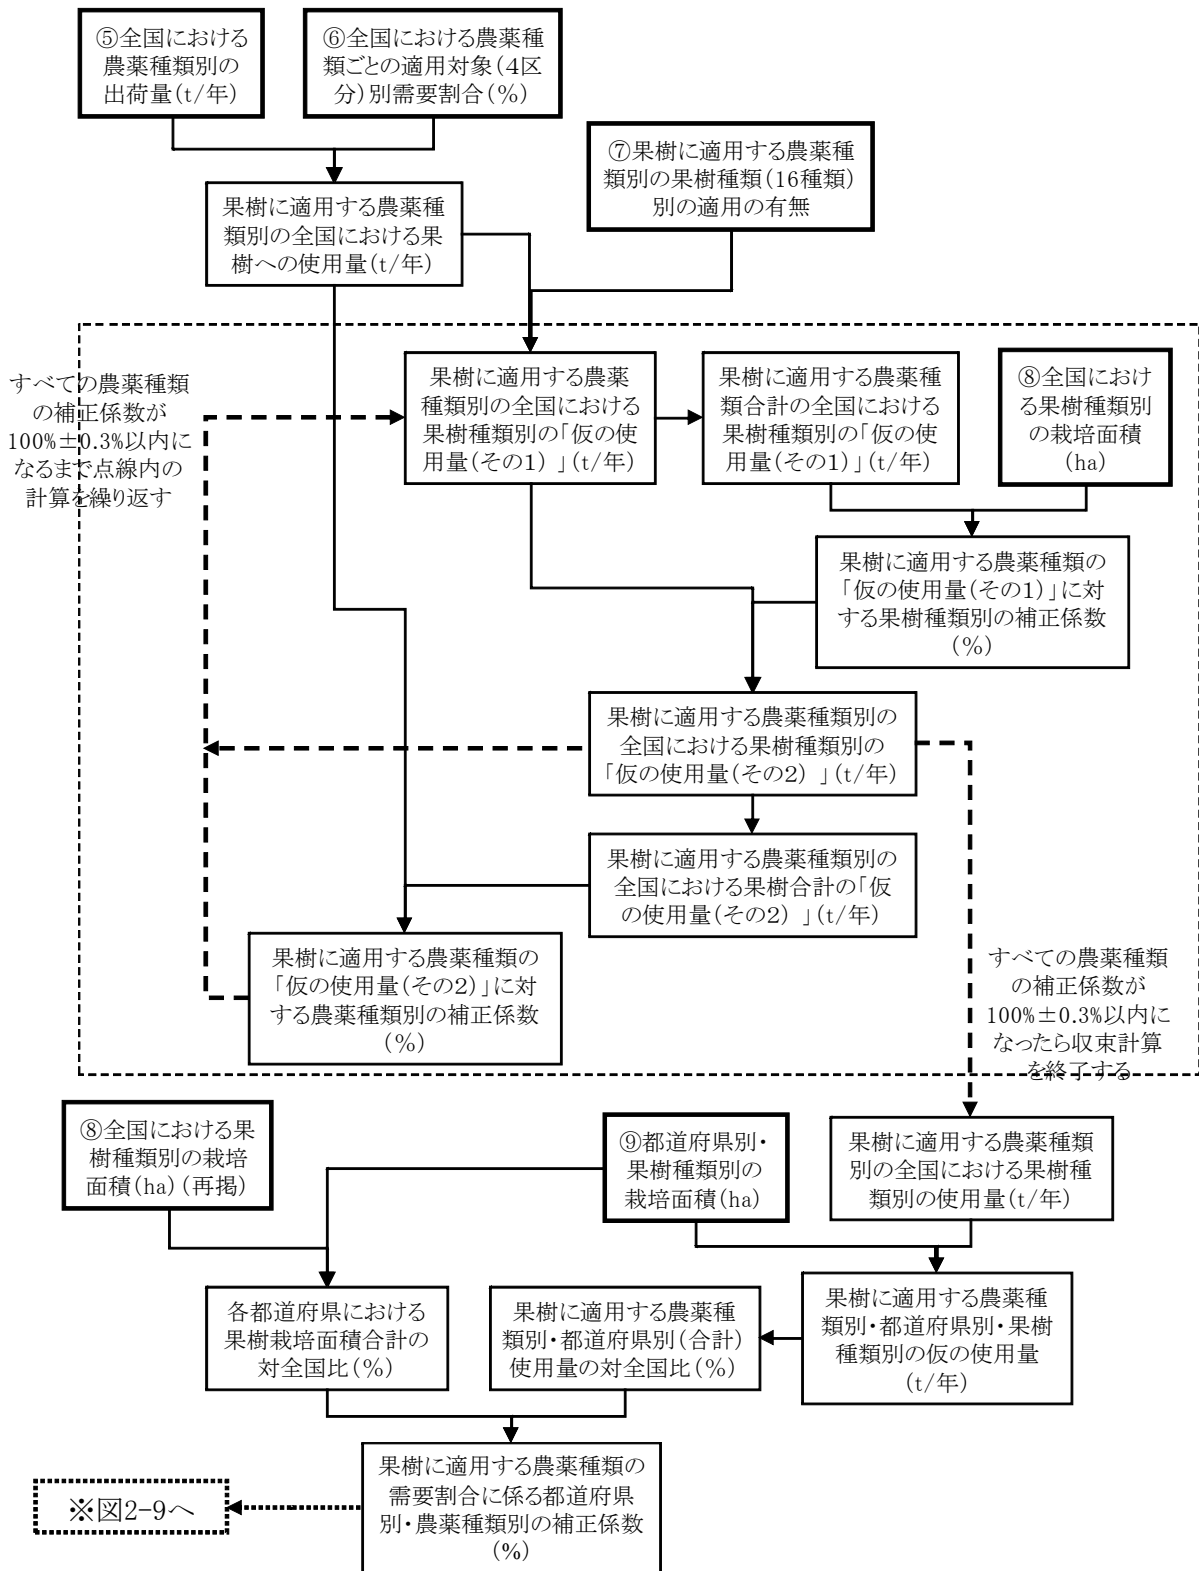 ⑤全国における
農薬種類別の
出荷量(t/年)
⑥全国における農薬種
類ごとの適用対象(4区
分)別需要割合(%)
⑦果樹に適用する農薬種
類別の果樹種類(16種類)
別の適用の有無
果樹に適用する農薬種
類別の全国における果
樹への使用量(t/年)
すべての農薬種類
の補正係数が
100%±0.3%以内に
なるまで点線内の
計算を繰り返す
果樹に適用する農薬
種類別の全国における
果樹種類別の「仮の使
用量(その1) 」(t/年)
果樹に適用する農薬種
類合計の全国における
果樹種類別の「仮の使
用量(その1)」(t/年)
⑧全国におけ
る果樹種類別
の栽培面積
(ha)
果樹に適用する農薬種類の
「仮の使用量(その1)」に対
する果樹種類別の補正係数
(%)
果樹に適用する農薬種類別の
全国における果樹種類別の
「仮の使用量(その2) 」(t/年)
果樹に適用する農薬種類別の
全国における果樹合計の「仮
の使用量(その2) 」(t/年)
果樹に適用する農薬種類の
「仮の使用量(その2)」に対
する農薬種類別の補正係数
(%)
すべての農薬種類
の補正係数が
100%±0.3%以内に
なったら収束計算
を終了する
⑧全国における果
樹種類別の栽培
面積(ha)(再掲)
⑨都道府県別・
果樹種類別の
栽培面積(ha)
果樹に適用する農薬種類
別の全国における果樹種
類別の使用量(t/年)
各都道府県における
果樹栽培面積合計の
対全国比(%)
果樹に適用する農薬種
類別・都道府県別(合計)
使用量の対全国比(%)
果樹に適用する農薬種
類別・都道府県別・果樹
種類別の仮の使用量
(t/年)
果樹に適用する農薬種類の
需要割合に係る都道府県
別・農薬種類別の補正係数
(%)
※図2-9へ